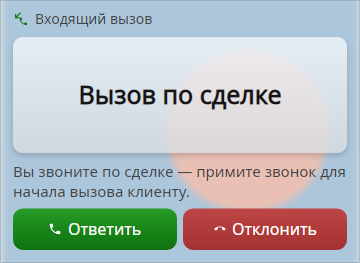 Входящий вызов
Вызов по сделке
Вы звоните по сделке — примите звонок для
начала вызова клиенту.
Ответить
Отклонить